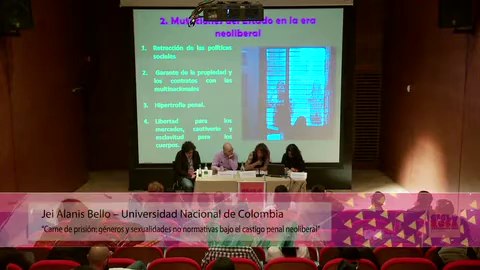 2. Mutaciones del Estado en la era
neoliberal
1. Retracción de las políticas
sociales
2. Garante de la propiedad y
los contratos con las
multinacionales
3. Hipertrofia penal.
4. Libertad para los
mercados, cautiverio y
esclavitud para los
cuerpos.
Jei Alanis Bello – Universidad Nacional de Colombia
"Carne de prisión: géneros y sexualidades no normativas bajo el castigo penal neoliberal"